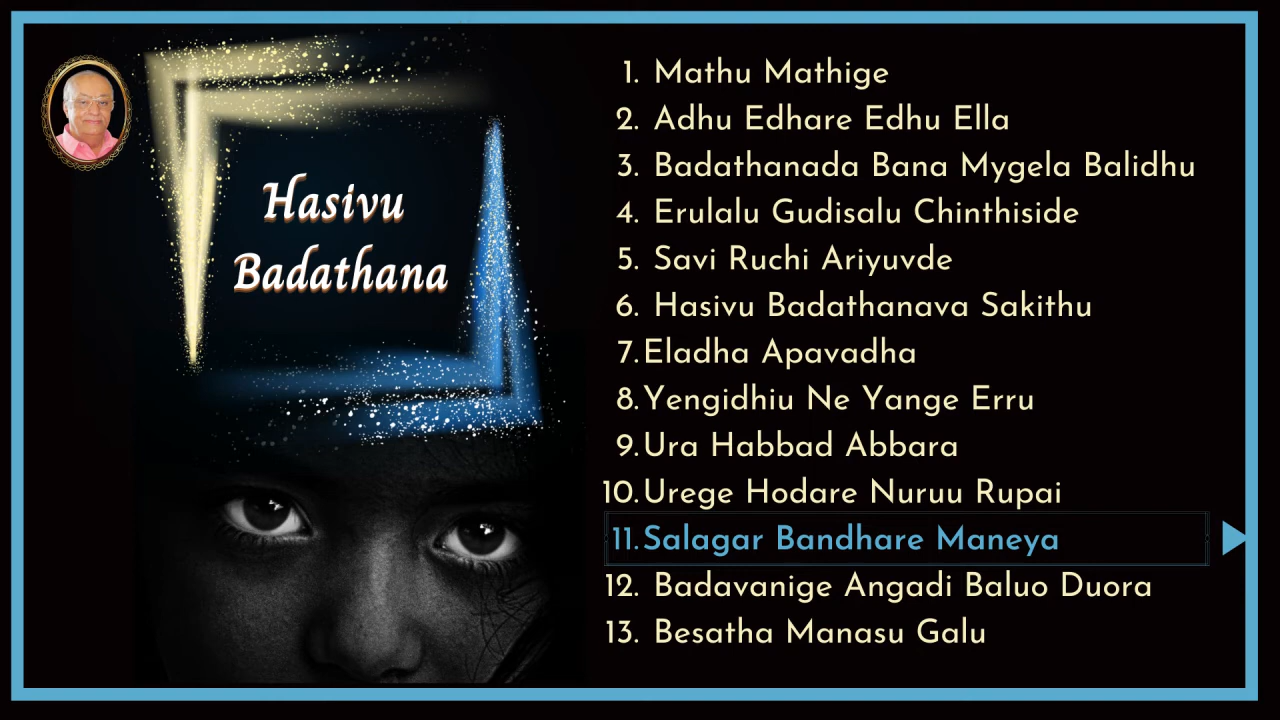 Hasivu
Badathana
1. Mathu Mathige
2. Adhu Edhare Edhu Ella
3. Badathanada Bana Mygela Balidhu
4. Erulalu Gudisalu Chinthiside
5. Savi Ruchi Ariyuvde
6. Hasivu Badathanava Sakithu
7. Eladha Apavadha
8. Yengidhiu Ne Yange Erru
9. Ura Habbad Abbara
10. Urege Hodare Nuruu Rupai
11. Salagar Bandhare Maneya
12. Badavanige Angadi Baluo Duora
13. Besatha Manasu Galu